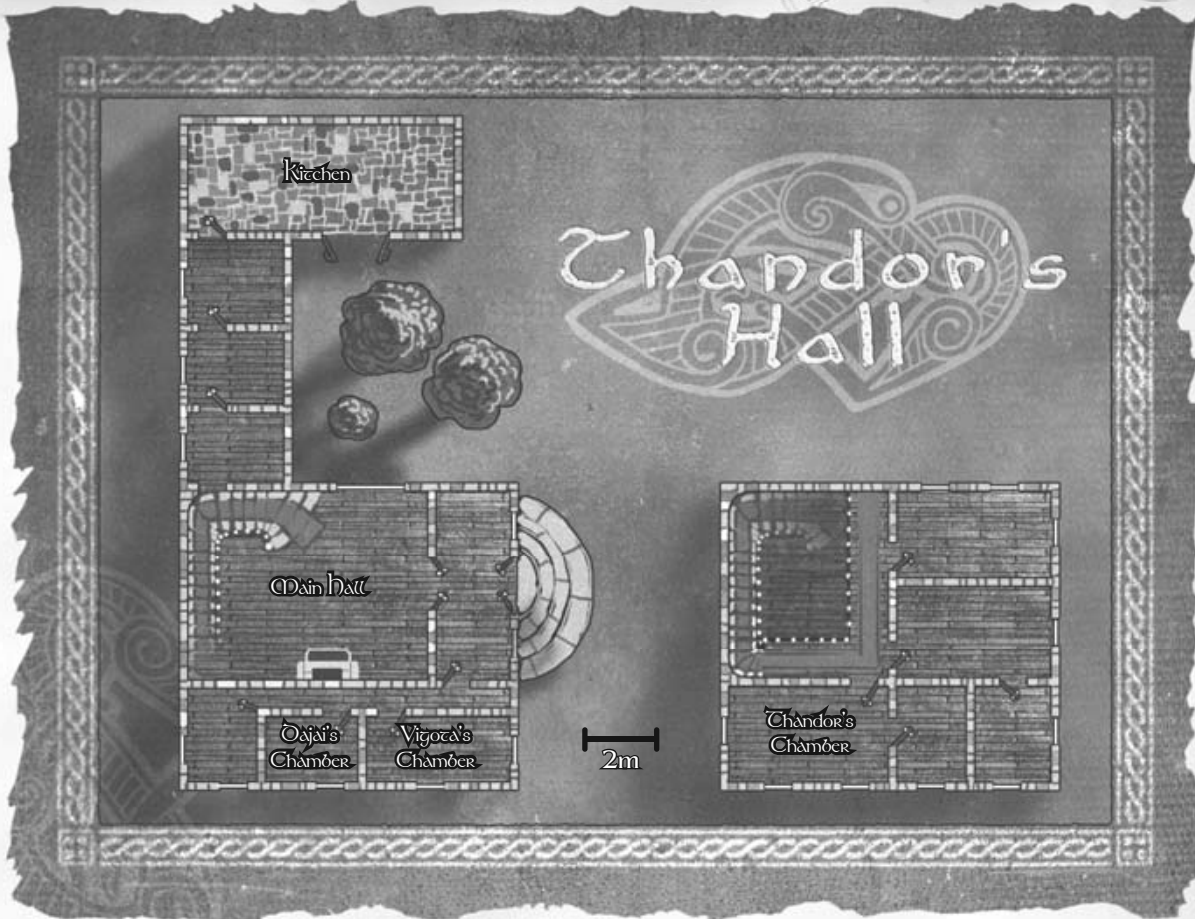 Kitchen
Thandor's
Hall
Main Hall
Dajai's
Chamber
Vigota's
Chamber
2m
Thandor's
Chamber